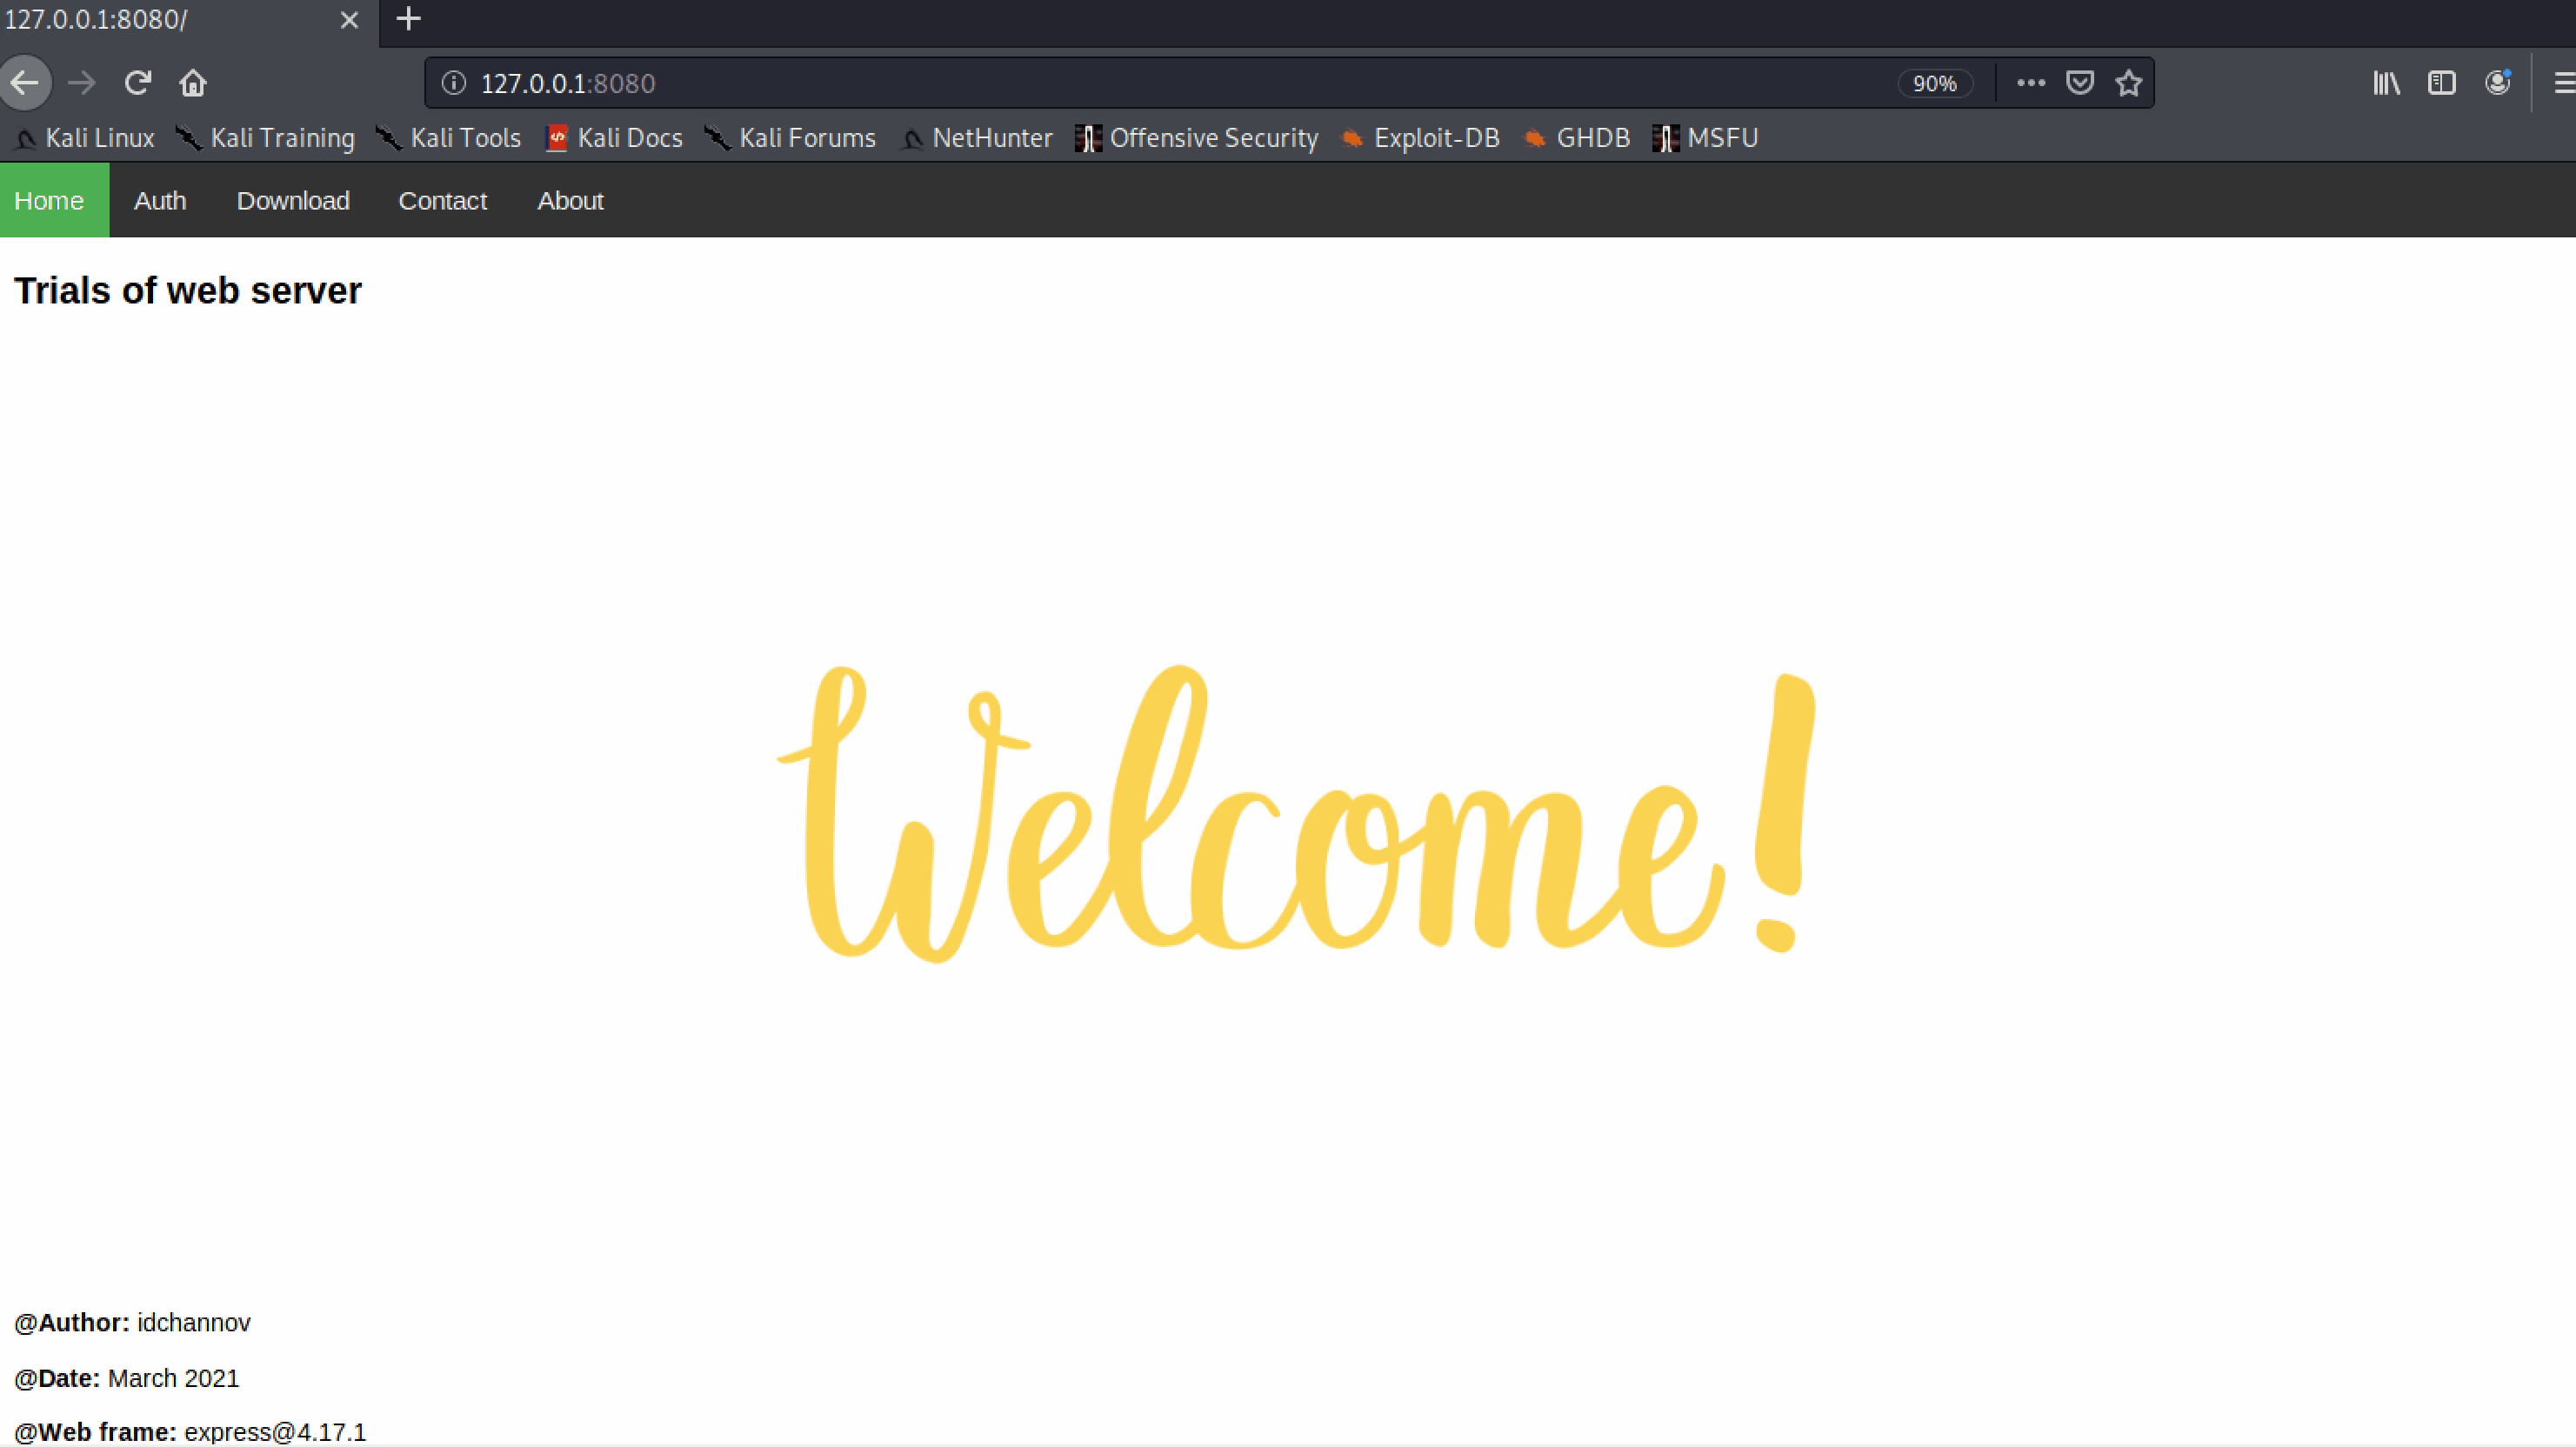 127.0.0.1:8080/
127.0.0.1:8080 90%
Kali Linux Kali Training Kali Tools Kali Docs Kali Forums NetHunter Offensive Security Exploit-DB GHDB MSFU
Home Auth Download Contact About
Trials of web server
Welcome!
@Author: idchannov
@Date: March 2021
@Web frame: express@4.17.1